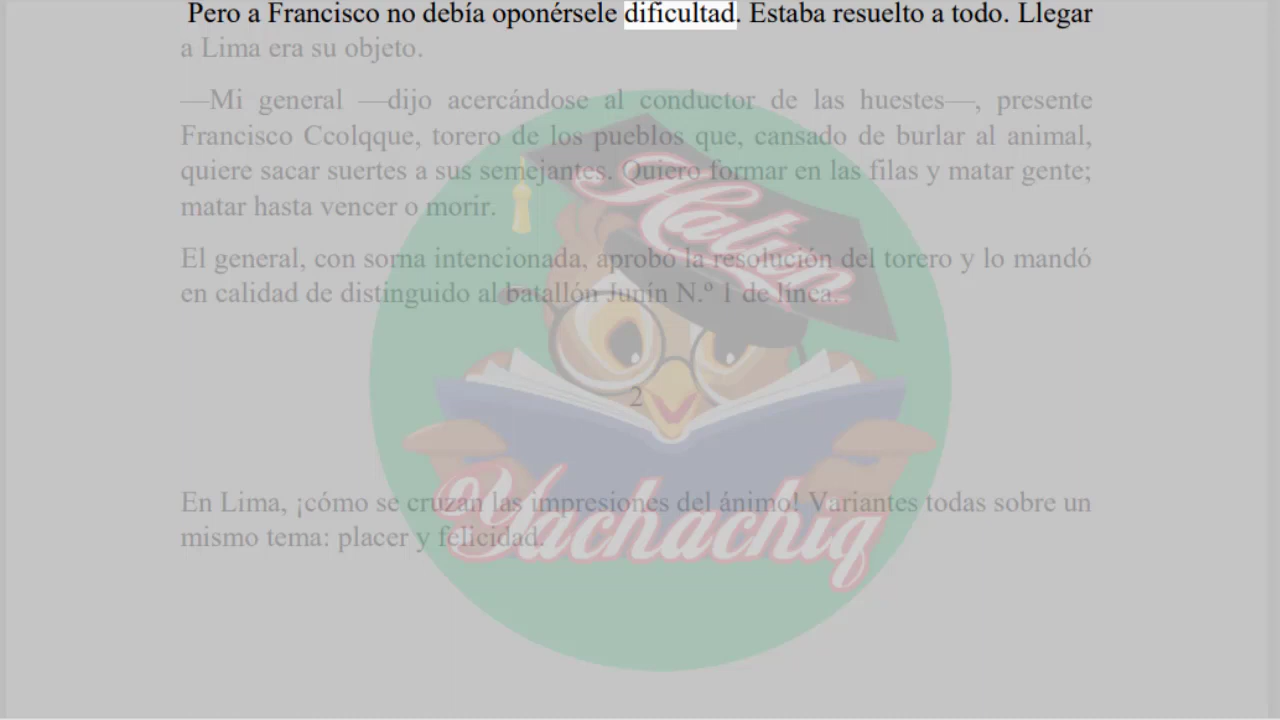 Pero a Francisco no debía oponérsele dificultad. Estaba resuelto a todo. Llegar
a Lima era su objeto.
—Mi general —dijo acercándose al conductor de las huestes—, presente
Francisco Ccolqque, torero de los pueblos que, cansado de burlar al animal,
quiere sacar suertes a sus semejantes. Quiero formar en las filas y matar gente;
matar hasta vencer o morir.
El general, con sorna intencionada, aprobó la resolución del torero y lo mandó
en calidad de distinguido al batallón Junín N.º 1 de línea.
2
En Lima, ¡cómo se cruzan las impresiones del ánimo! Variantes todas sobre un
mismo tema: placer y felicidad.
Hatun
Yachachiq